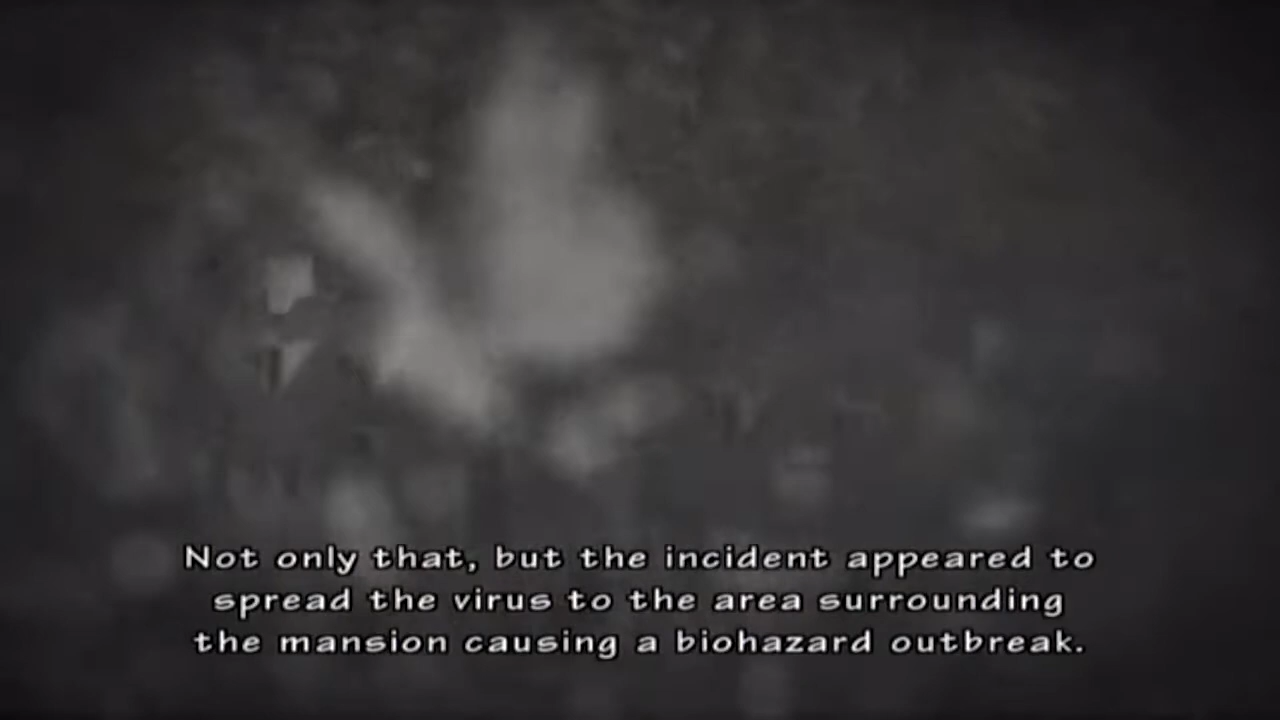 Not only that, but the incident appeared to
spread the virus to the area surrounding
the mansion causing a biohazard outbreak.